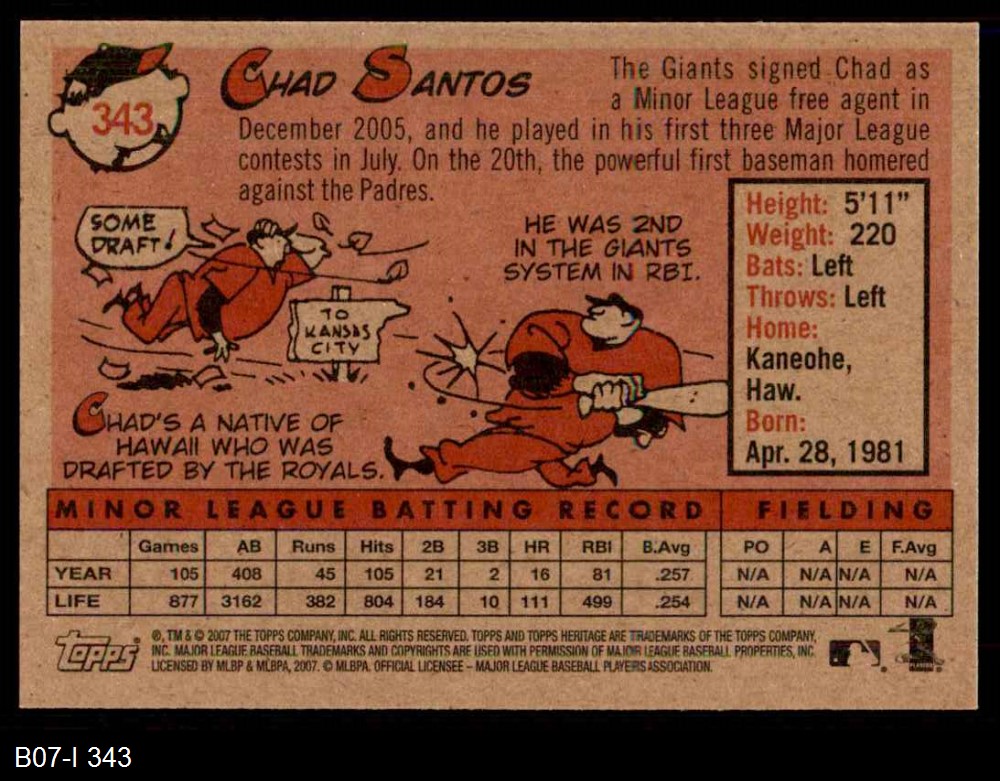 343
CHAD SANTOS
The Giants signed Chad as
a Minor League free agent in
December 2005, and he played in his first three Major League
contests in July. On the 20th, the powerful first baseman homered
against the Padres.
SOME
DRAFT!
TO
KANSAS
CITY
HE WAS 2ND
IN THE GIANTS
SYSTEM IN RBI.
CHAD'S A NATIVE OF
HAWAII WHO WAS
DRAFTED BY THE ROYALS.
Height: 5'11"
Weight: 220
Bats: Left
Throws: Left
Home:
Kaneohe,
Haw.
Born:
Apr. 28, 1981
MINOR LEAGUE BATTING RECORD FIELDING
Games AB Runs Hits 2B 3B HR RBI B.Avg PO A E F.Avg
YEAR 105 408 45 105 21 2 16 81 .257 N/A N/A N/A N/A
LIFE 877 3162 382 804 184 10 111 499 .254 N/A N/A N/A N/A
Topps
®, TM & © 2007 THE TOPPS COMPANY, INC. ALL RIGHTS RESERVED. TOPPS AND TOPPS HERITAGE ARE TRADEMARKS OF THE TOPPS COMPANY,
INC. MAJOR LEAGUE BASEBALL TRADEMARKS AND COPYRIGHTS ARE USED WITH PERMISSION OF MAJOR LEAGUE BASEBALL PROPERTIES, INC.
LICENSED BY MLBP & MLBPA, 2007. © MLBPA. OFFICIAL LICENSEE – MAJOR LEAGUE BASEBALL PLAYERS ASSOCIATION.
B07-I 343